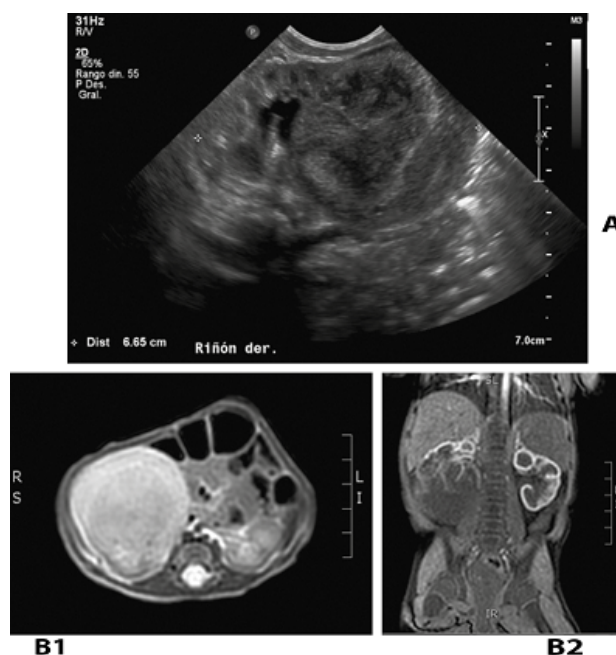 31Hz
R/V
2D
65%
Rango din. 55
P Des.
Gral.
P
M3
x
A
Dist 6.65 cm
Riñón der.
7.0cm
R
S
L
I
B1
IR
B2